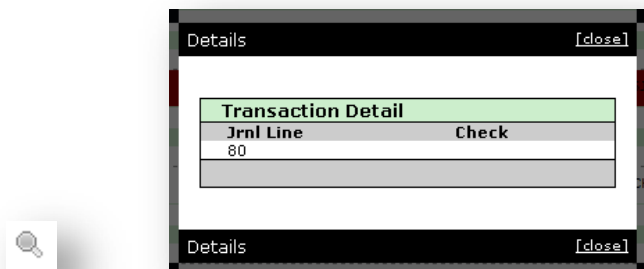 Details [close]
Transaction Detail
Jrnl Line Check
80
Details [close]